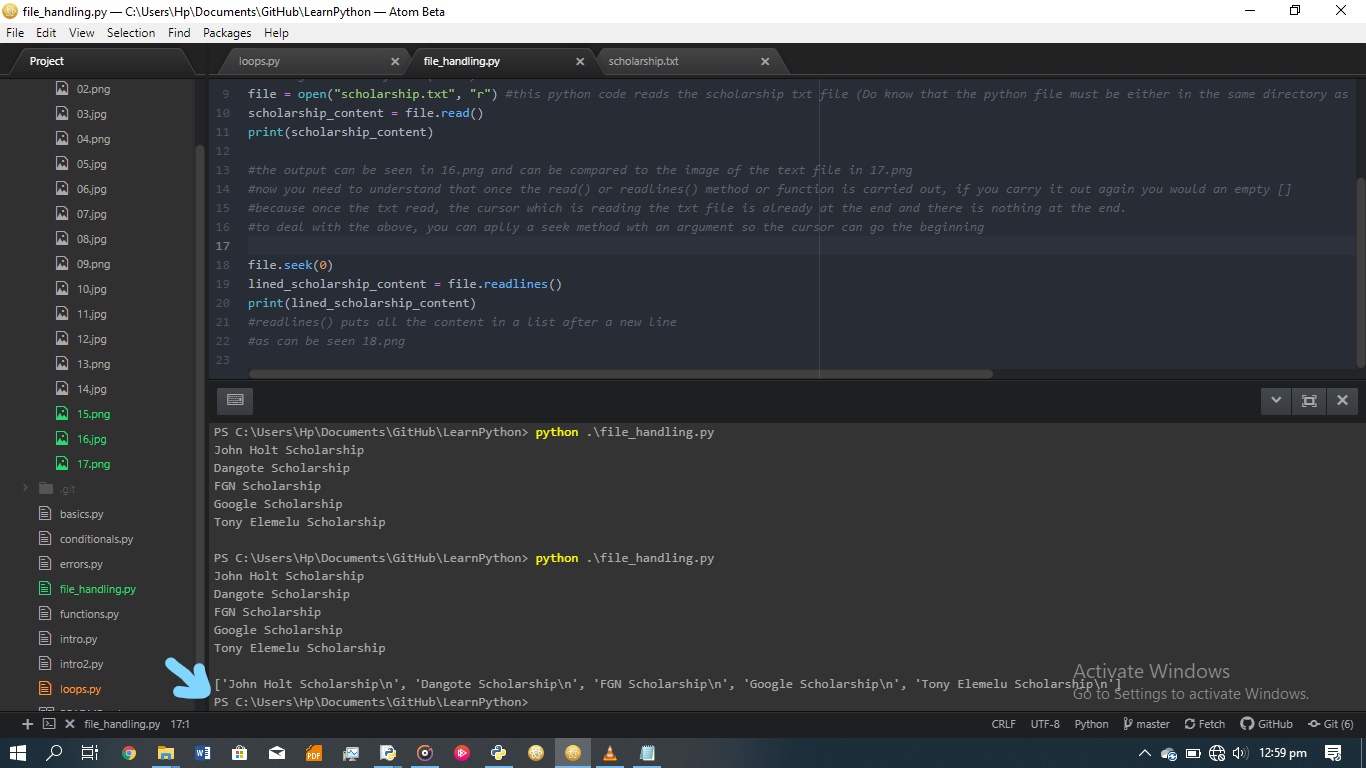 file_handling.py — C:\Users\Hp\Documents\GitHub\LearnPython — Atom Beta
File Edit View Selection Find Packages Help
Project
loops.py
file_handling.py
scholarship.txt
02.png
03.jpg
04.png
05.jpg
06.jpg
07.jpg
08.jpg
09.png
10.jpg
11.jpg
12.jpg
13.png
14.jpg
15.png
16.jpg
17.png
.git
basics.py
conditionals.py
errors.py
file_handling.py
functions.py
intro.py
intro2.py
loops.py
9 file = open("scholarship.txt", "r") #this python code reads the scholarship txt file (Do know that the python file must be either in the same directory as
10 scholarship_content = file.read()
11 print(scholarship_content)
12
13 #the output can be seen in 16.png and can be compared to the image of the text file in 17.png
14 #now you need to understand that once the read() or readlines() method or function is carried out, if you carry it out again you would an empty []
15 #because once the txt read, the cursor which is reading the txt file is already at the end and there is nothing at the end.
16 #to deal with the above, you can aplly a seek method wth an argument so the cursor can go the beginning
17
18 file.seek(0)
19 lined_scholarship_content = file.readlines()
20 print(lined_scholarship_content)
21 #readlines() puts all the content in a list after a new line
22 #as can be seen 18.png
23
PS C:\Users\Hp\Documents\GitHub\LearnPython> python .\file_handling.py
John Holt Scholarship
Dangote Scholarship
FGN Scholarship
Google Scholarship
Tony Elemelu Scholarship
PS C:\Users\Hp\Documents\GitHub\LearnPython> python .\file_handling.py
John Holt Scholarship
Dangote Scholarship
FGN Scholarship
Google Scholarship
Tony Elemelu Scholarship
['John Holt Scholarship\n', 'Dangote Scholarship\n', 'FGN Scholarship\n', 'Google Scholarship\n', 'Tony Elemelu Scholarship\n']
PS C:\Users\Hp\Documents\GitHub\LearnPython>
Activate Windows
Go to Settings to activate Windows.
file_handling.py 17:1
CRLF UTF-8 Python master Fetch GitHub Git (6)
12:59 pm